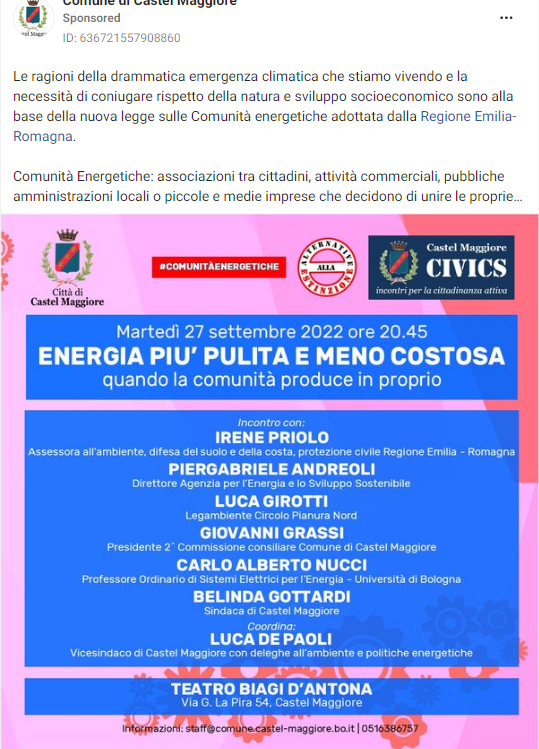 Comune di Castel Maggiore
Sponsored
ID: 636721557908860
Le ragioni della drammatica emergenza climatica che stiamo vivendo e la
necessità di coniugare rispetto della natura e sviluppo socioeconomico sono alla
base della nuova legge sulle Comunità energetiche adottata dalla Regione Emilia-
Romagna.
Comunità Energetiche: associazioni tra cittadini, attività commerciali, pubbliche
amministrazioni locali o piccole e medie imprese che decidono di unire le proprie...
Città di
Castel Maggiore
#COMUNITÀENERGETICHE
ALTERNATIVE
ALLA
ESTINZIONE
Castel Maggiore
CIVICS
incontri per la cittadinanza attiva
Martedì 27 settembre 2022 ore 20.45
ENERGIA PIU' PULITA E MENO COSTOSA
quando la comunità produce in proprio
Incontro con:
IRENE PRIOLO
Assessora all'ambiente, difesa del suolo e della costa, protezione civile Regione Emilia - Romagna
PIERGABRIELE ANDREOLI
Direttore Agenzia per l'Energia e lo Sviluppo Sostenibile
LUCA GIROTTI
Legambiente Circolo Pianura Nord
GIOVANNI GRASSI
Presidente 2^ Commissione consiliare Comune di Castel Maggiore
CARLO ALBERTO NUCCI
Professore Ordinario di Sistemi Elettrici per l'Energia - Università di Bologna
BELINDA GOTTARDI
Sindaca di Castel Maggiore
Coordina:
LUCA DE PAOLI
Vicesindaco di Castel Maggiore con deleghe all'ambiente e politiche energetiche
TEATRO BIAGI D'ANTONA
Via G. La Pira 54, Castel Maggiore
Informazioni: staff@comune.castel-maggiore.bo.it | 0516386757